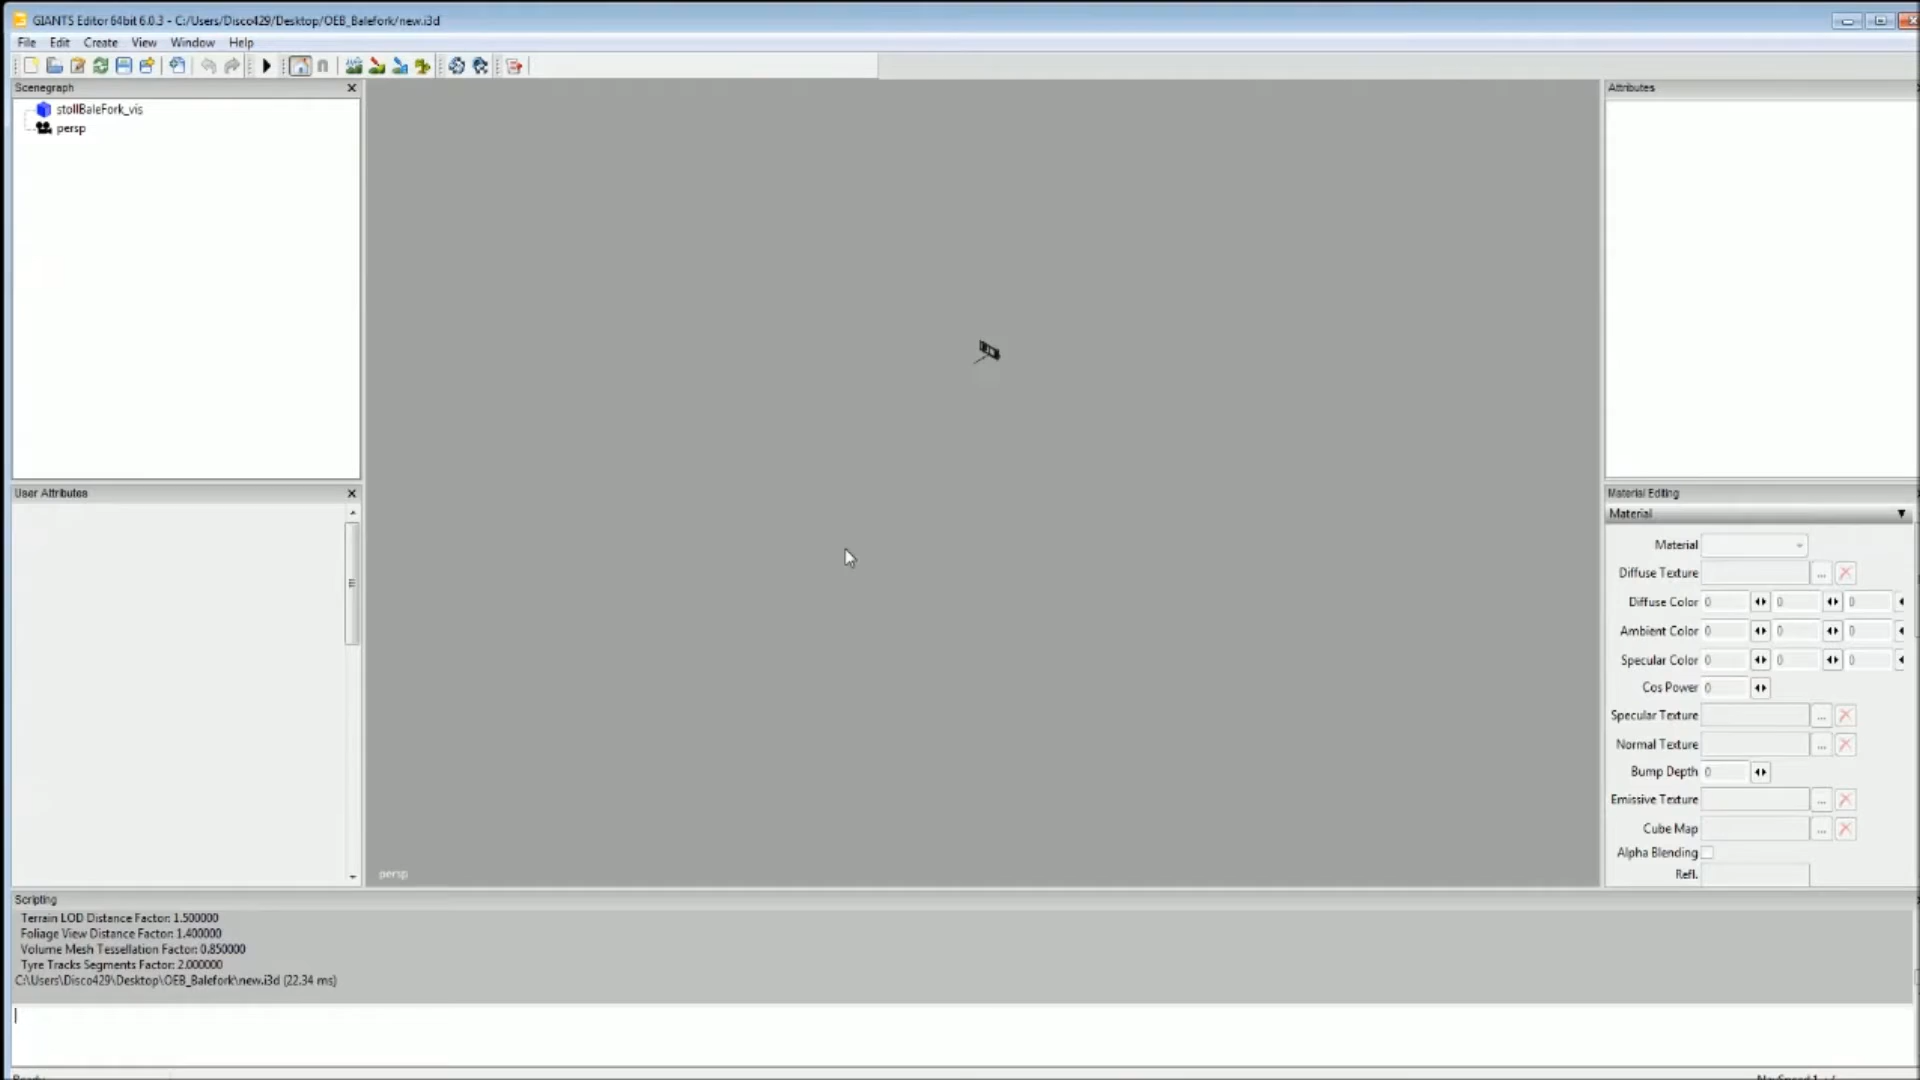 GIANTS Editor 64bit 6.0.3 - C:/Users/Disco429/Desktop/OEB_Balefork/new.i3d
File Edit Create View Window Help
Scenegraph
stollBaleFork_vis
persp
User Attributes
persp
Attributes
Material Editing
Material
Material
Diffuse Texture ...
Diffuse Color 0 0 0
Ambient Color 0 0 0
Specular Color 0 0 0
Cos Power 0
Specular Texture ...
Normal Texture ...
Bump Depth 0
Emissive Texture ...
Cube Map ...
Alpha Blending
Refl.
Scripting
Terrain LOD Distance Factor: 1.500000
Foliage View Distance Factor: 1.400000
Volume Mesh Tessellation Factor: 0.850000
Tyre Tracks Segments Factor: 2.000000
C:\Users\Disco429\Desktop\OEB_Balefork\new.i3d (22.34 ms)